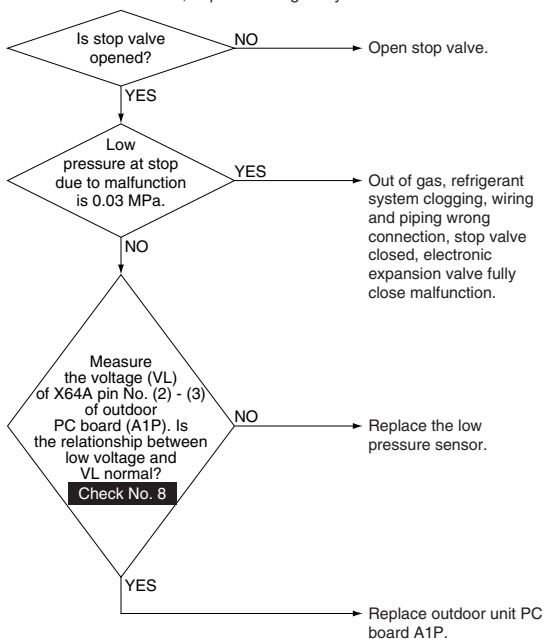 Is stop valve
opened?
NO
Open stop valve.
YES
Low
pressure at stop
due to malfunction
is 0.03 MPa.
YES
Out of gas, refrigerant
system clogging, wiring
and piping wrong
connection, stop valve
closed, electronic
expansion valve fully
close malfunction.
NO
Measure
the voltage (VL)
of X64A pin No. (2) - (3)
of outdoor
PC board (A1P). Is
the relationship between
low voltage and
VL normal?
Check No. 8
NO
Replace the low
pressure sensor.
YES
Replace outdoor unit PC
board A1P.